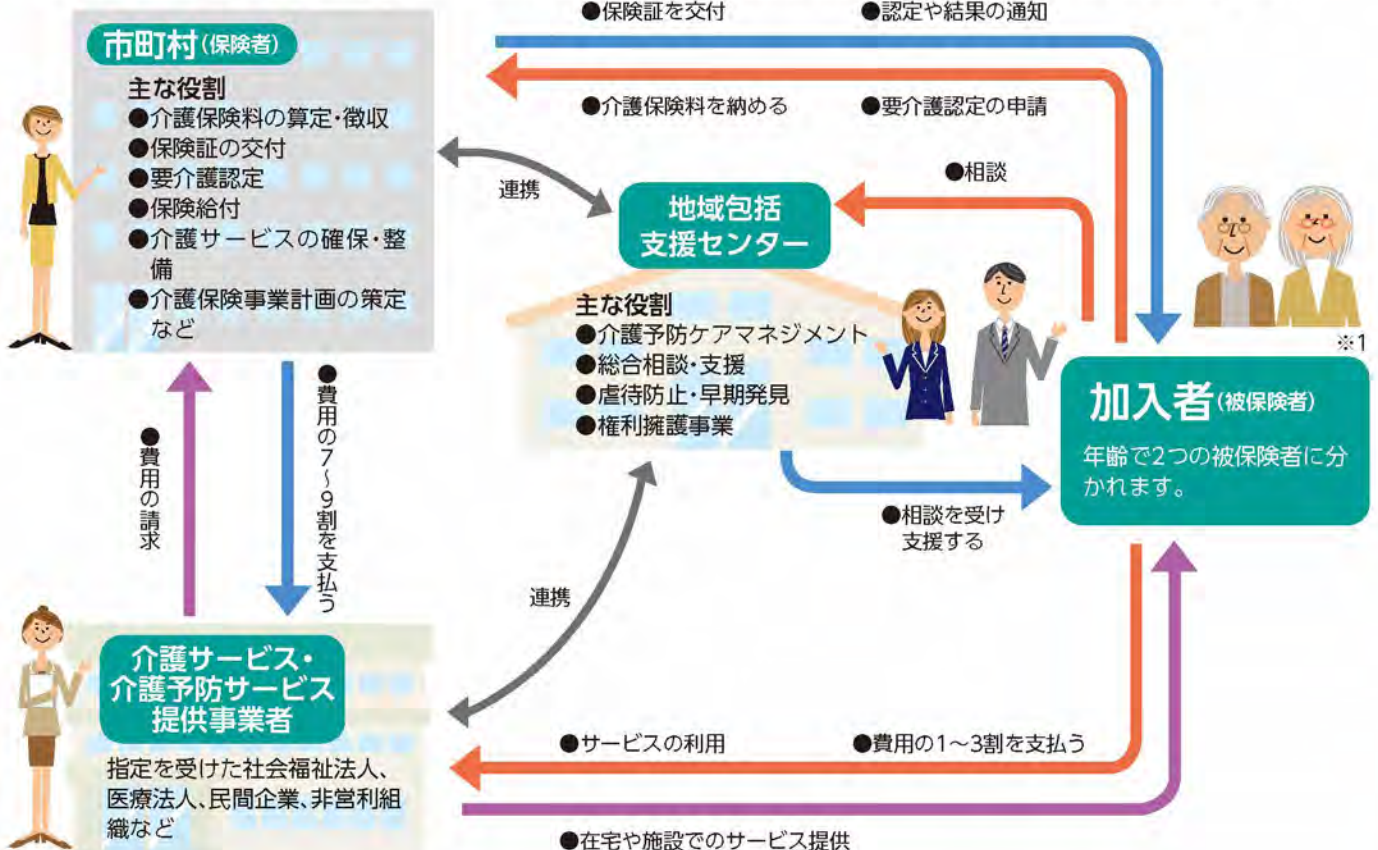 ●保険証を交付
●認定や結果の通知
市町村(保険者)
主な役割
●介護保険料の算定・徴収
●保険証の交付
●要介護認定
●保険給付
●介護サービスの確保・整
備
●介護保険事業計画の策定
など
●介護保険料を納める
●要介護認定の申請
連携
●相談
地域包括
支援センター
主な役割
●介護予防ケアマネジメント
●総合相談・支援
●虐待防止・早期発見
●権利擁護事業
※1
加入者(被保険者)
年齢で2つの被保険者に分
かれます。
●費用の請求
●費用の7〜9割を支払う
●相談を受け
支援する
連携
介護サービス・
介護予防サービス
提供事業者
指定を受けた社会福祉法人、
医療法人、民間企業、非営利組
織など
●サービスの利用
●費用の1〜3割を支払う
●在宅や施設でのサービス提供